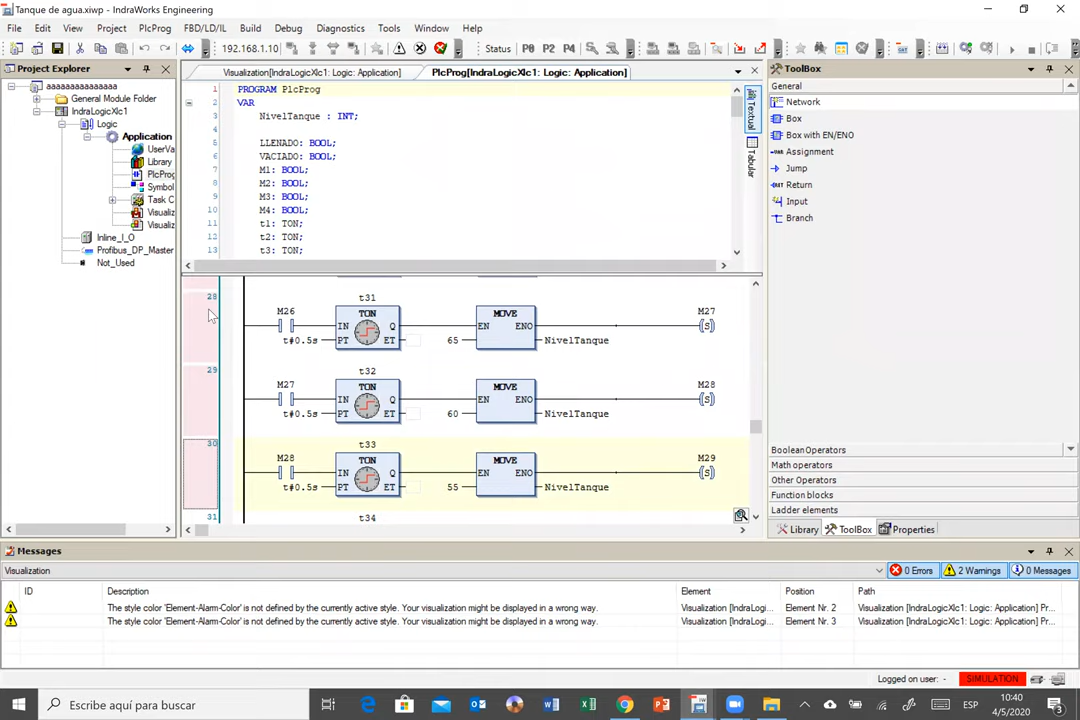 Tanque de agua.xiwp - IndraWorks Engineering
File Edit View Project PlcProg FBD/LD/IL Build Debug Diagnostics Tools Window Help
192.168.1.10 Status P0 P2 P4
Project Explorer
aaaaaaaaaaaaaaa
General Module Folder
IndraLogicXlc1
Logic
Application
UserVa
Library
PlcProg
Symbol
Task C
Visualiz
Visualiz
Inline_I_O
Profibus_DP_Master
Not_Used
Visualization[IndraLogicXlc1: Logic: Application] PlcProg[IndraLogicXlc1: Logic: Application]
1 PROGRAM PlcProg
2 VAR
3 NivelTanque : INT;
4
5 LLENADO: BOOL;
6 VACIADO: BOOL;
7 M1: BOOL;
8 M2: BOOL;
9 M3: BOOL;
10 M4: BOOL;
11 t1: TON;
12 t2: TON;
13 t3: TON;
Textual
Tabular
28 t31
M26 TON MOVE M27
IN Q EN ENO (S)
t#0.5s PT ET 65 NivelTanque
29 t32
M27 TON MOVE M28
IN Q EN ENO (S)
t#0.5s PT ET 60 NivelTanque
30 t33
M28 TON MOVE M29
IN Q EN ENO (S)
t#0.5s PT ET 55 NivelTanque
31 t34
ToolBox
General
Network
Box
Box with EN/ENO
Assignment
Jump
Return
Input
Branch
BooleanOperators
Math operators
Other Operators
Function blocks
Ladder elements
Library ToolBox Properties
Messages
Visualization 0 Errors 2 Warnings 0 Messages
ID Description Element Position Path
The style color 'Element-Alarm-Color' is not defined by the currently active style. Your visualization might be displayed in a wrong way. Visualization [IndraLogi... Element Nr. 2 Visualization [IndraLogicXlc1: Logic: Application] Pr...
The style color 'Element-Alarm-Color' is not defined by the currently active style. Your visualization might be displayed in a wrong way. Visualization [IndraLogi... Element Nr. 3 Visualization [IndraLogicXlc1: Logic: Application] Pr...
Logged on user: - SIMULATION
Escribe aquí para buscar
ESP
10:40
4/5/2020
3